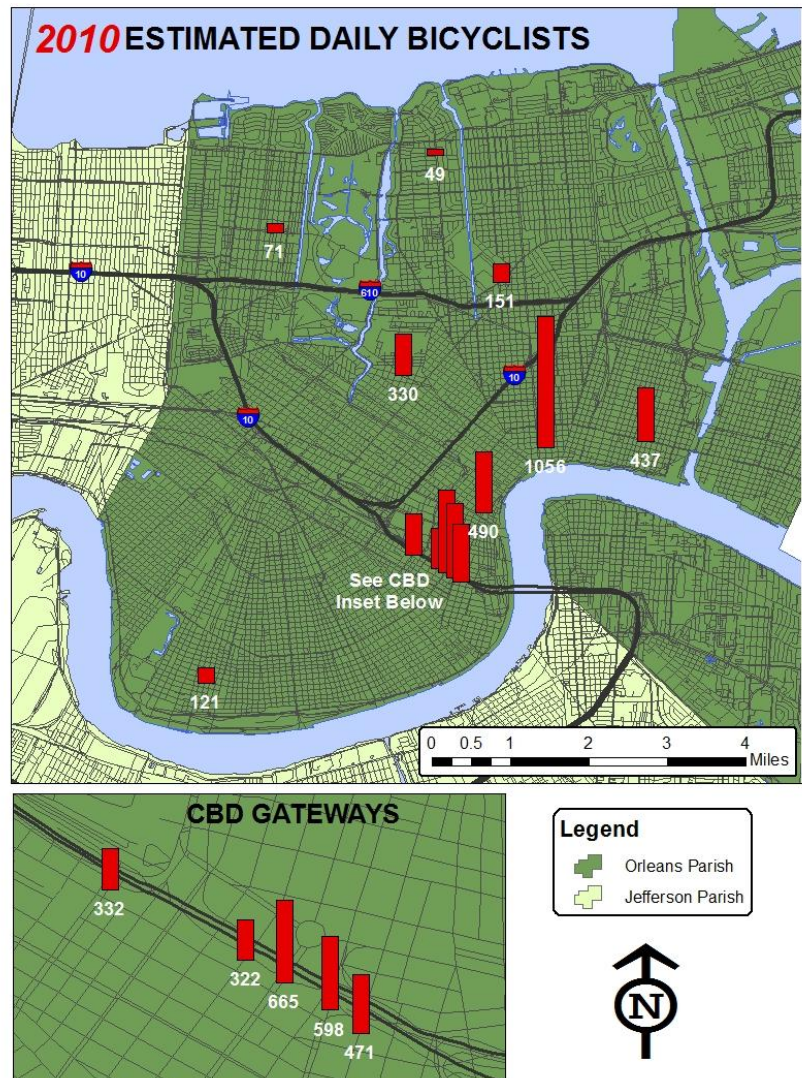 2010 ESTIMATED DAILY BICYCLISTS
49
71
10
610
151
330
10
10
1056
437
490
See CBD
Inset Below
121
0 0.5 1 2 3 4
Miles
CBD GATEWAYS
332
322
665
598
471
Legend
Orleans Parish
Jefferson Parish
N